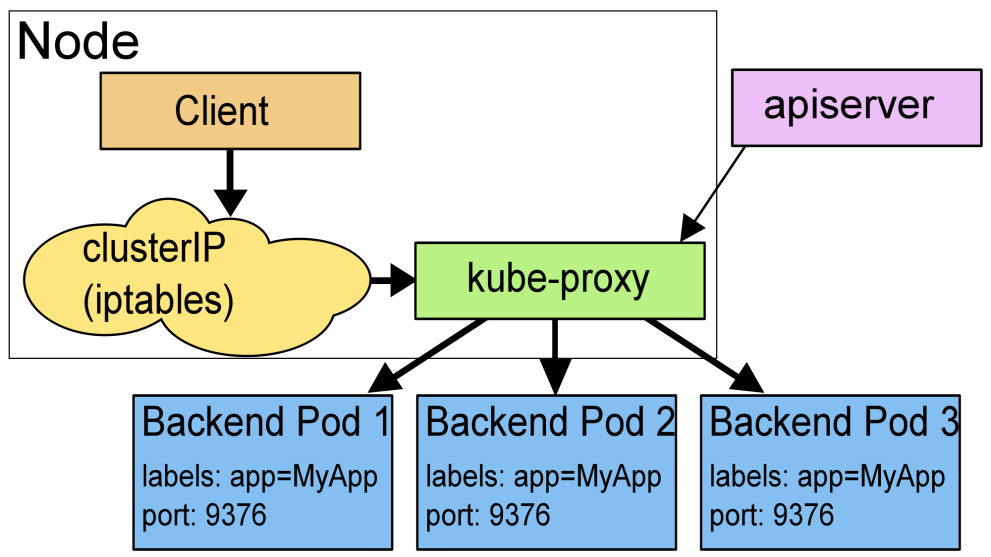 Node
Client
apiserver
clusterIP
(iptables)
kube-proxy
Backend Pod 1
labels: app=MyApp
port: 9376
Backend Pod 2
labels: app=MyApp
port: 9376
Backend Pod 3
labels: app=MyApp
port: 9376